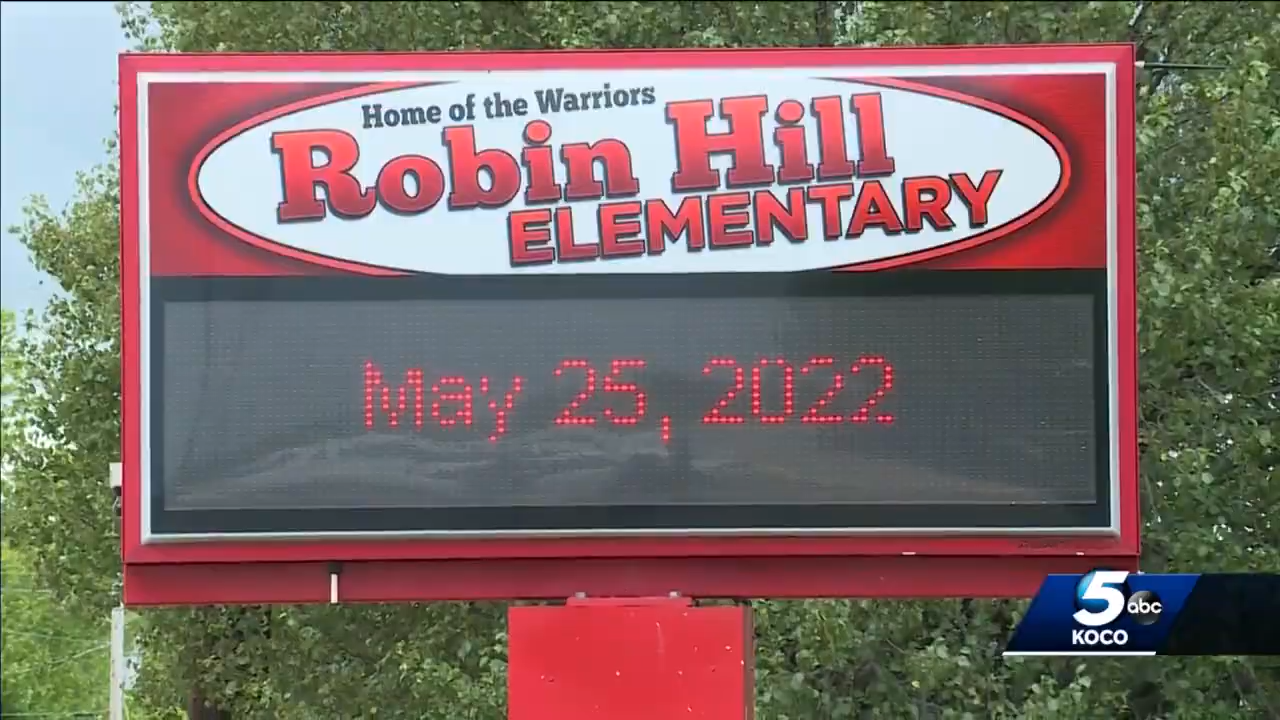 Home of the Warriors
Robin Hill
ELEMENTARY
May 25, 2022
5 abc
KOCO